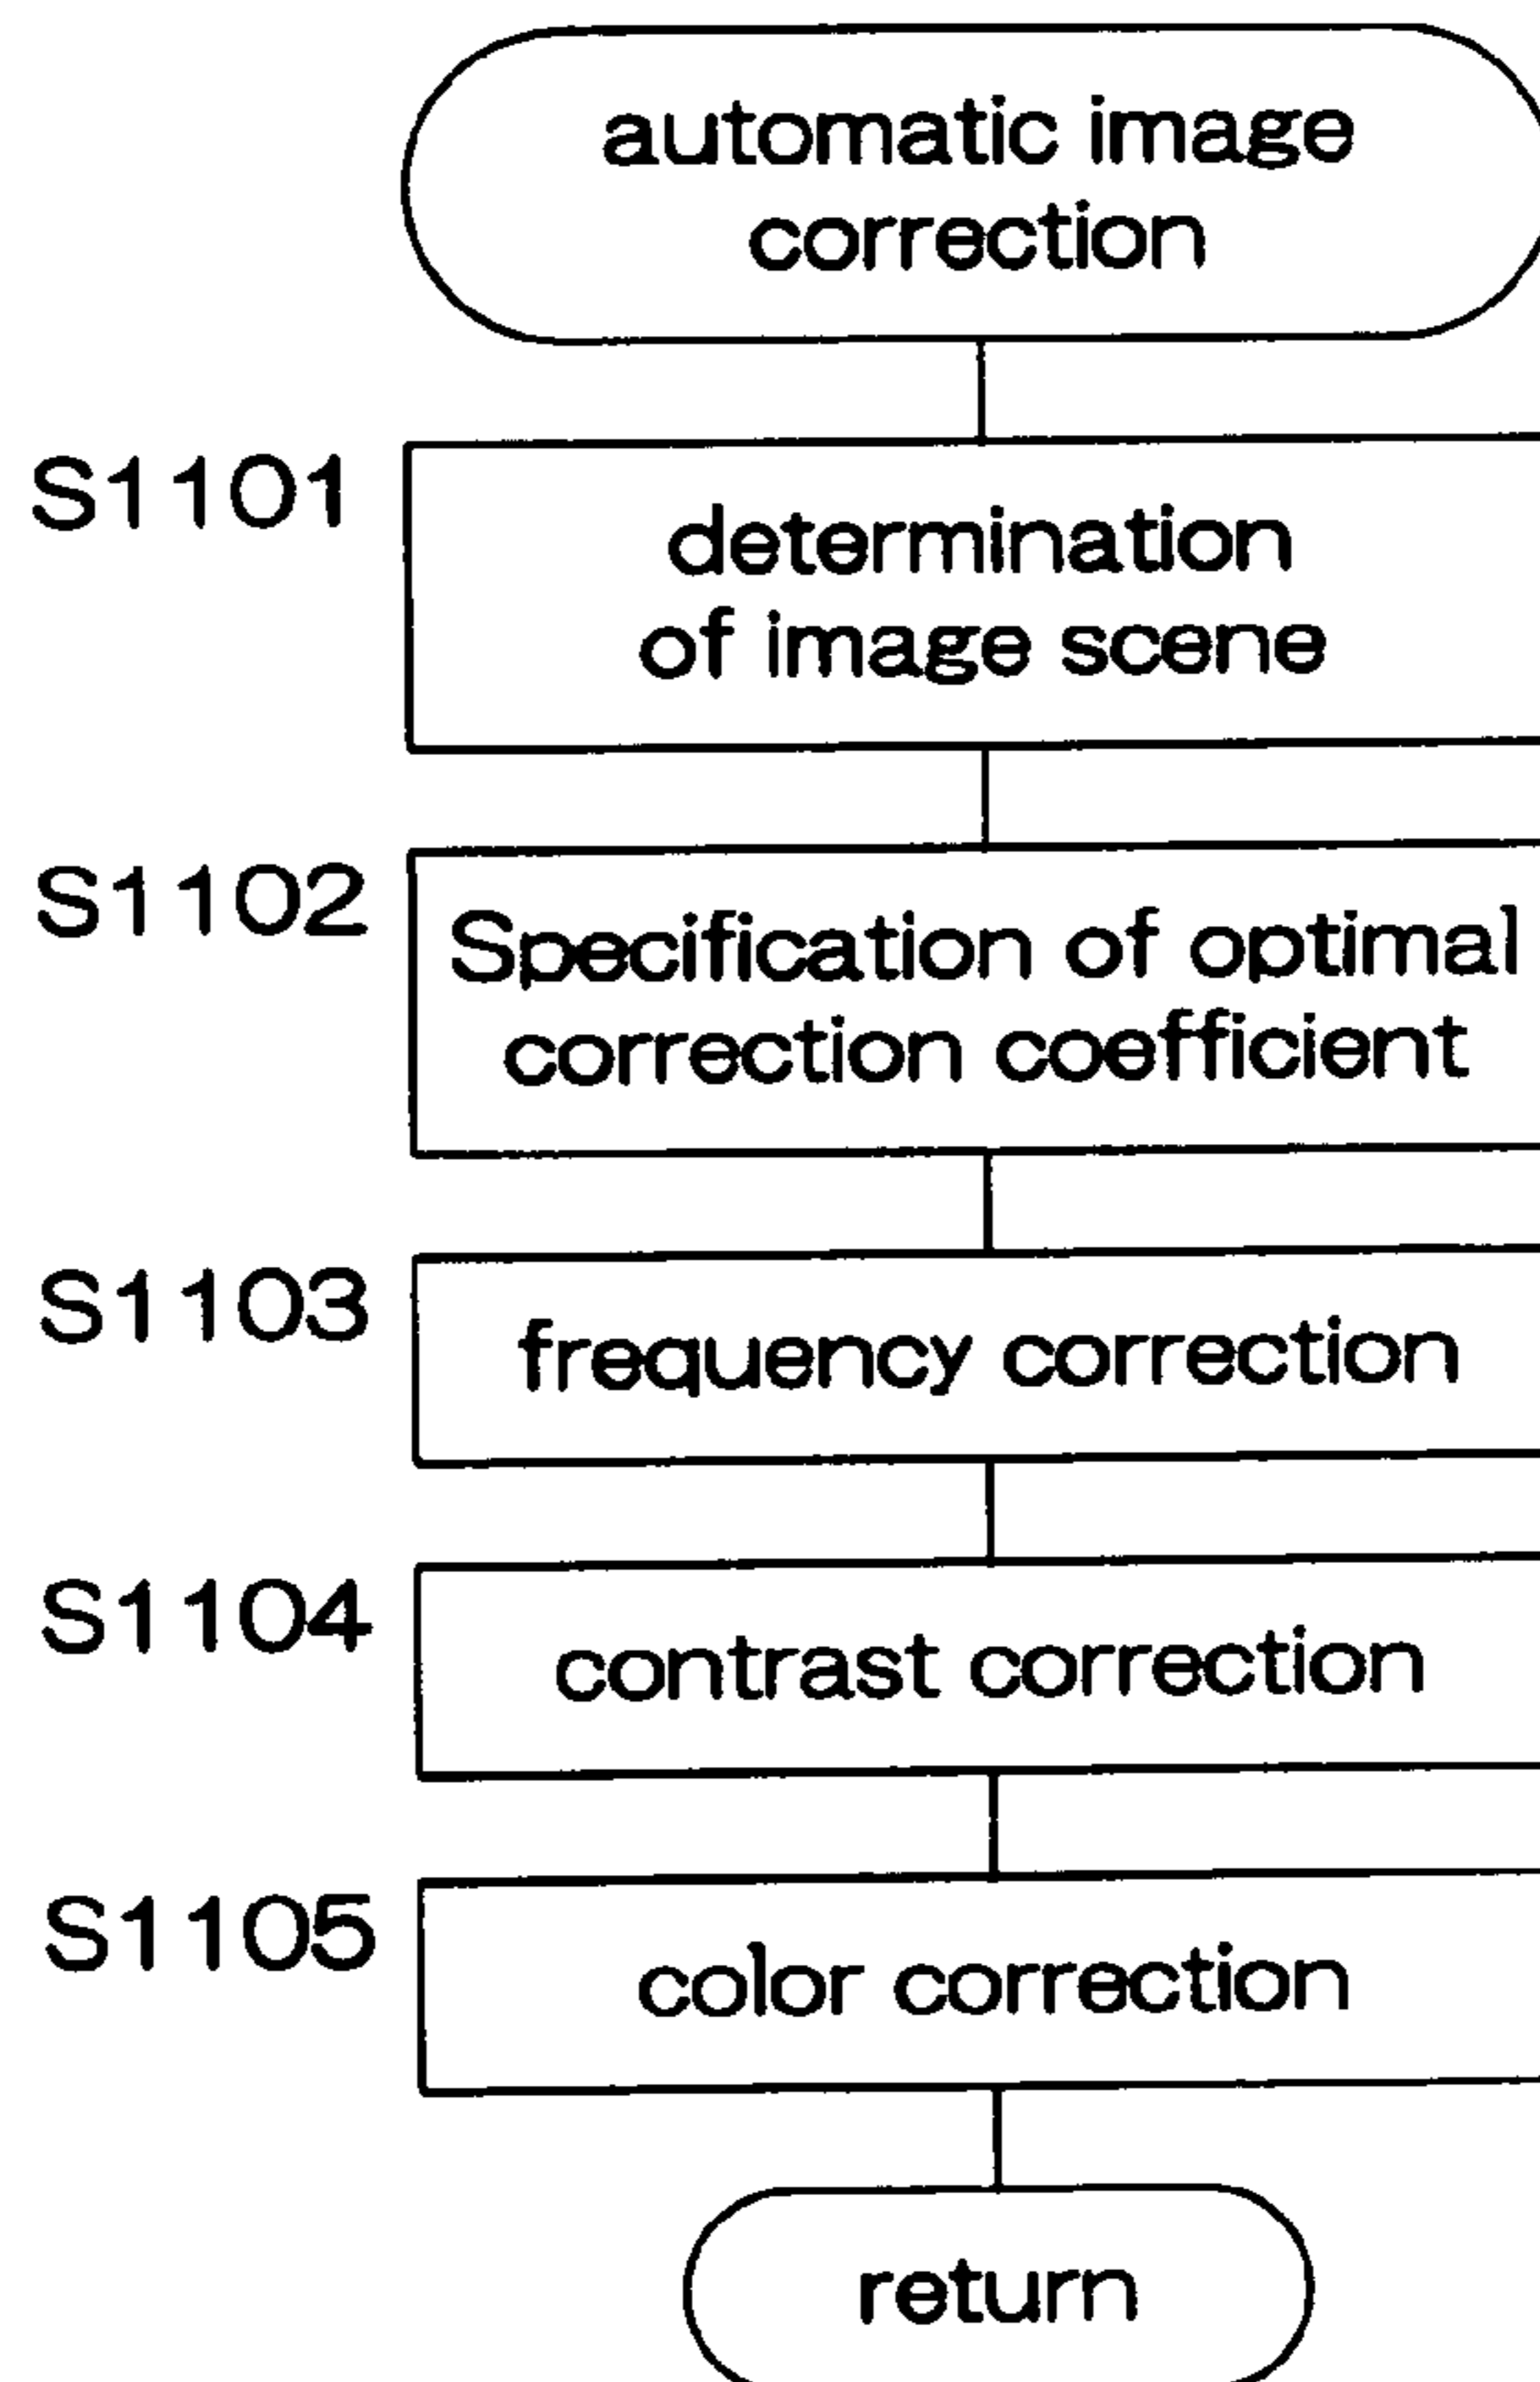 automatic image
correction
S1101
determination
of image scene
S1102
Specification of optimal
correction coefficient
S1103
frequency correction
S1104
contrast correction
S1105
color correction
return